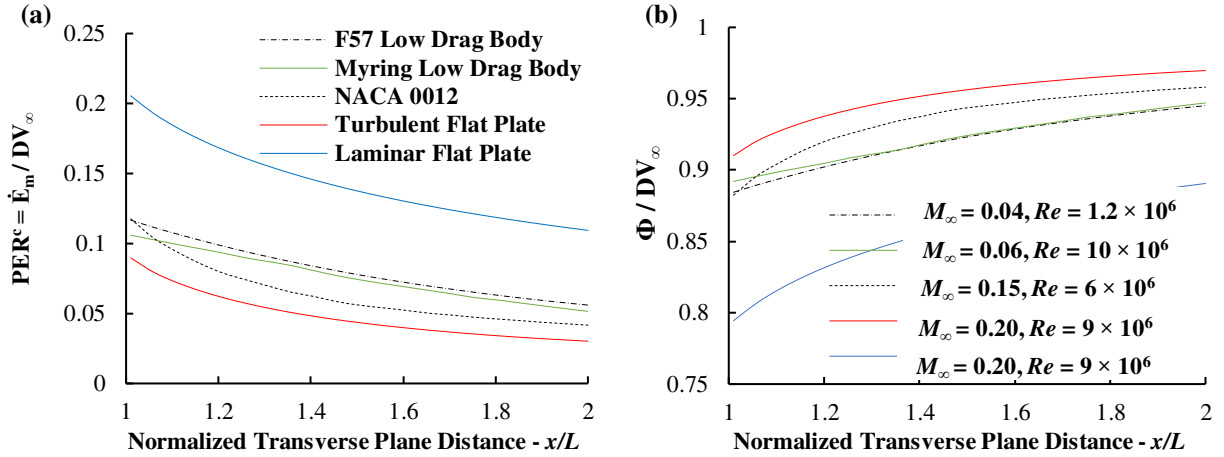 (a)
0.25
0.2
0.15
0.1
0.05
0
PERᶜ = Ėₘ / DV∞
F57 Low Drag Body
Myring Low Drag Body
NACA 0012
Turbulent Flat Plate
Laminar Flat Plate
1 1.2 1.4 1.6 1.8 2
Normalized Transverse Plane Distance - x/L
(b)
1
0.95
0.9
0.85
0.8
0.75
Φ / DV∞
M∞ = 0.04, Re = 1.2 × 10⁶
M∞ = 0.06, Re = 10 × 10⁶
M∞ = 0.15, Re = 6 × 10⁶
M∞ = 0.20, Re = 9 × 10⁶
M∞ = 0.20, Re = 9 × 10⁶
1 1.2 1.4 1.6 1.8 2
Normalized Transverse Plane Distance - x/L